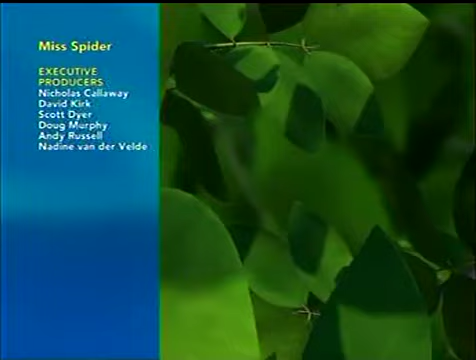 Miss Spider
EXECUTIVE
PRODUCERS
Nicholas Callaway
David Kirk
Scott Dyer
Doug Murphy
Andy Russell
Nadine van der Velde